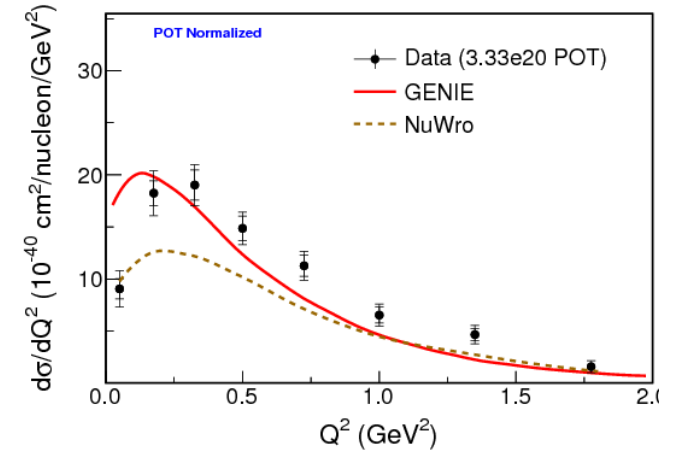 POT Normalized
Data (3.33e20 POT)
GENIE
NuWro
dσ/dQ² (10⁻⁴⁰ cm²/nucleon/GeV²)
30
20
10
0.0 0.5 1.0 1.5 2.0
Q² (GeV²)